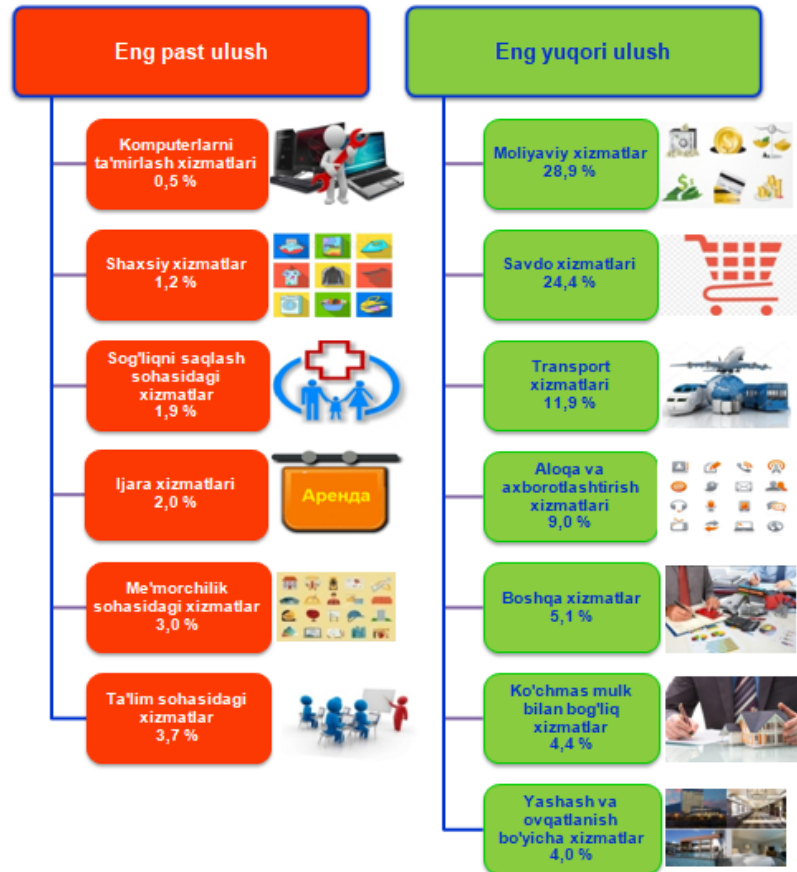 Eng past ulush
Komputerlarni
ta'mirlash xizmatlari
0,5 %
Shaxsiy xizmatlar
1,2 %
Sog'liqni saqlash
sohasidagi
xizmatlar
1,9 %
Ijara xizmatlari
2,0 %
Аренда
Me'morchilik
sohasidagi xizmatlar
3,0 %
Ta'lim sohasidagi
xizmatlar
3,7 %
Eng yuqori ulush
Moliyaviy xizmatlar
28,9 %
Savdo xizmatlari
24,4 %
Transport
xizmatlari
11,9 %
Aloqa va
axborotlashtirish
xizmatlari
9,0 %
Boshqa xizmatlar
5,1 %
Ko'chmas mulk
bilan bog'liq
xizmatlar
4,4 %
Yashash va
ovqatlanish
bo'yicha xizmatlar
4,0 %